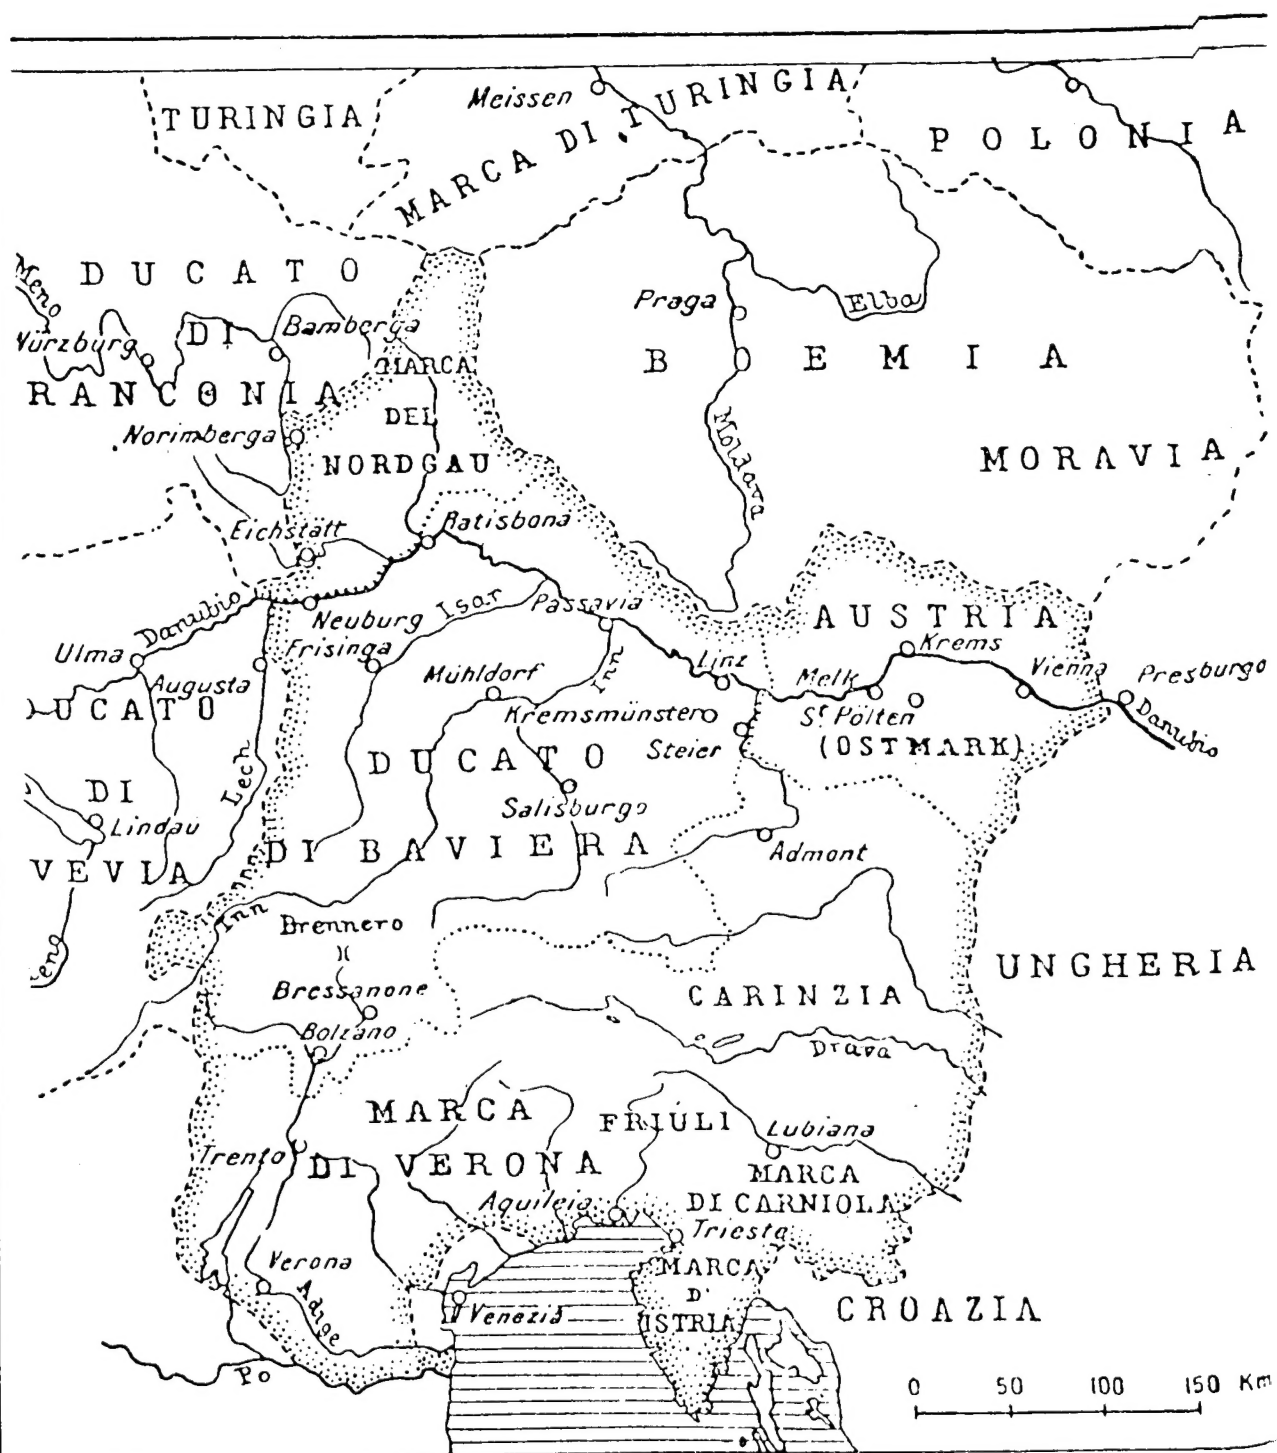 TURINGIA
Meissen
MARCA DI TURINGIA
POLONIA
Meno
DUCATO
DI
RANCONIA
Bamberga
Praga
Elba
BOEMIA
MARCA
DEL
NORDGAU
Norimberga
Moldava
MORAVIA
Eichstätt
Ratisbona
Danubio
Neuburg
Isar
Passavia
AUSTRIA
Ulma
Frisinga
Linz
Krems
Augusta
Mühldorf
Inn
Melk
Vienna
Presburgo
UCATO
Kremsmünster
St Pölten
Danubio
DUCATO
Steier
(OSTMARK)
DI
Lech
Lindau
Salisburgo
VEVIA
DI BAVIERA
Admont
Inn
Brennero
UNGHERIA
Bressanone
CARINZIA
Bolzano
Drava
MARCA
FRIULI
Lubiana
Trento
DI VERONA
MARCA
DI CARNIOLA
Aquileia
Trieste
Verona
MARCA
D'
ISTRIA
Adige
Venezia
CROAZIA
Po
0 50 100 150 Km